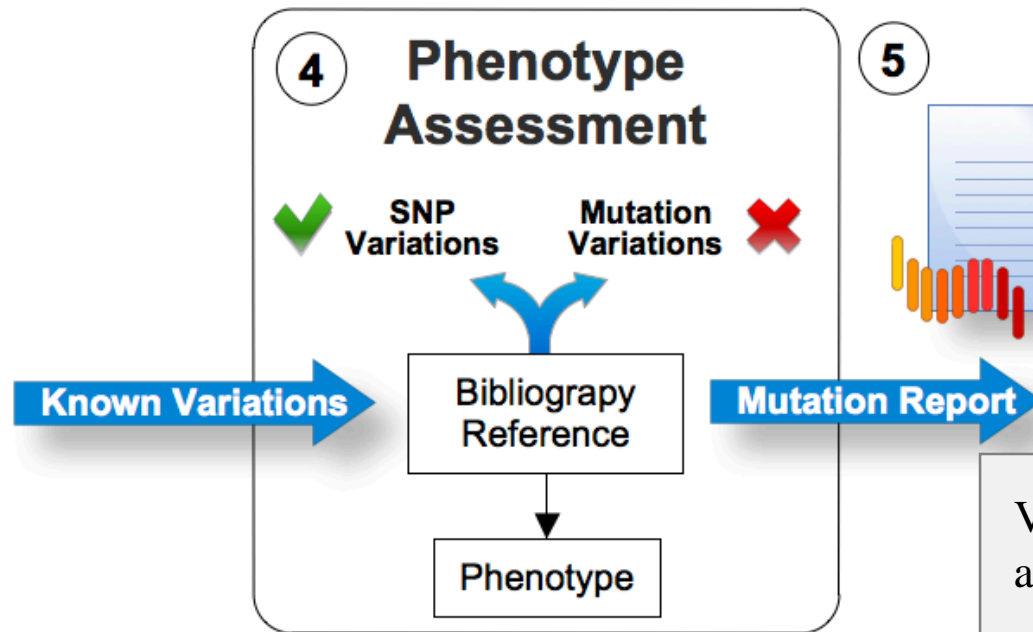 4
Phenotype
Assessment
5
SNP
Variations
Mutation
Variations
Known Variations
Bibliograpy
Reference
Mutation Report
Phenotype